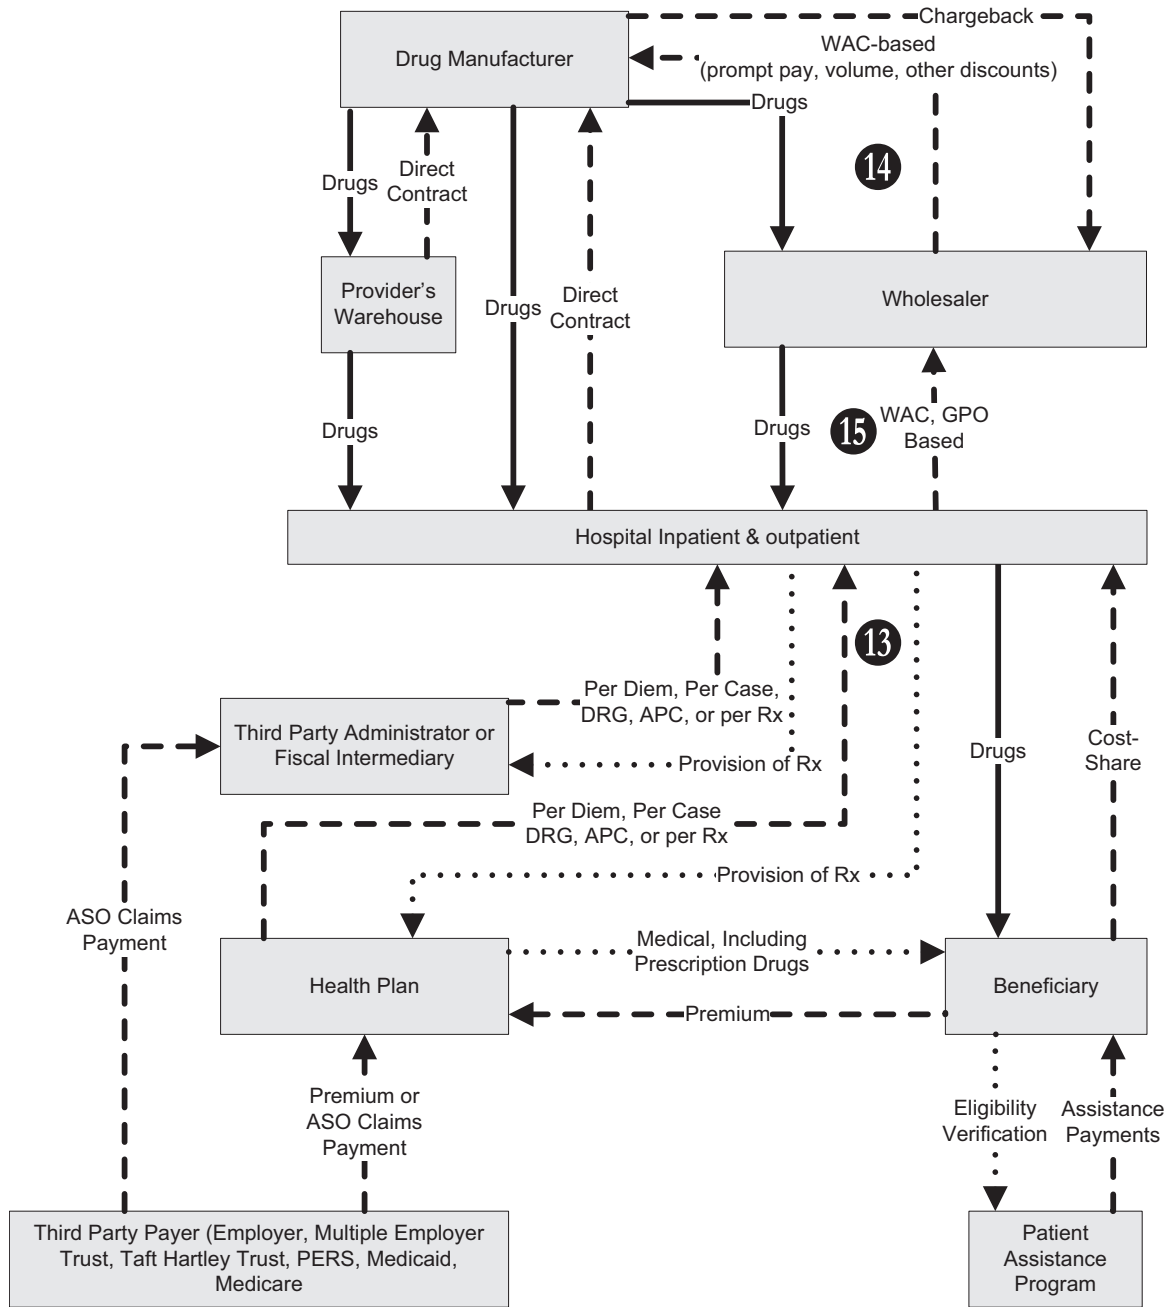 Chargeback
WAC-based
(prompt pay, volume, other discounts)
Drug Manufacturer
Drugs
14
Direct
Contract
Drugs
Provider’s
Warehouse
Drugs
Direct
Contract
Wholesaler
Drugs
Drugs
15
WAC, GPO
Based
Hospital Inpatient & outpatient
13
Per Diem, Per Case,
DRG, APC, or per Rx
Third Party Administrator or
Fiscal Intermediary
Provision of Rx
Drugs
Cost-
Share
Per Diem, Per Case
DRG, APC, or per Rx
Provision of Rx
ASO Claims
Payment
Medical, Including
Prescription Drugs
Health Plan
Beneficiary
Premium
Premium or
ASO Claims
Payment
Eligibility
Verification
Assistance
Payments
Third Party Payer (Employer, Multiple Employer
Trust, Taft Hartley Trust, PERS, Medicaid,
Medicare
Patient
Assistance
Program